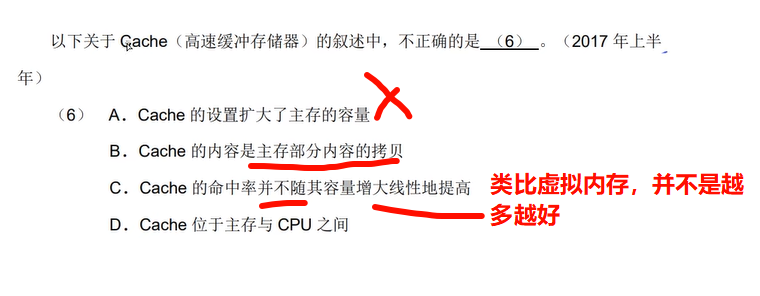 以下关于 Cache（高速缓冲存储器）的叙述中，不正确的是 （6） 。（2017 年上半
年）
（6） A．Cache 的设置扩大了主存的容量
B．Cache 的内容是主存部分内容的拷贝
C．Cache 的命中率并不随其容量增大线性地提高
类比虚拟内存，并不是越
多越好
D．Cache 位于主存与 CPU 之间